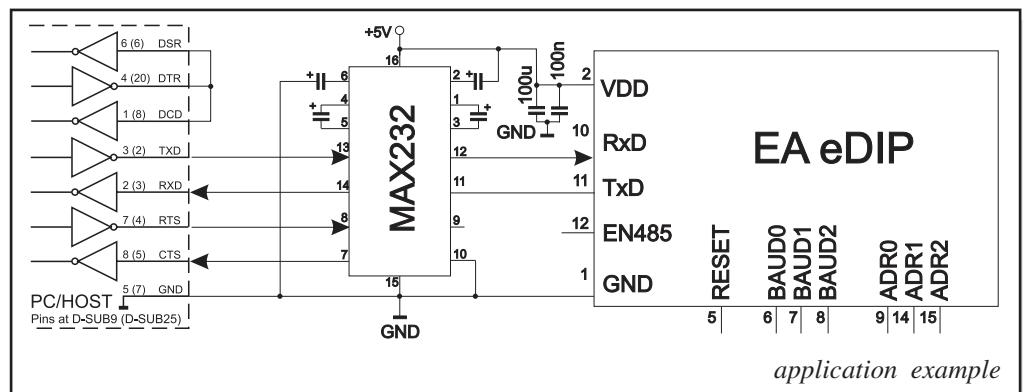 +5V
6 (6) DSR
4 (20) DTR
1 (8) DCD
3 (2) TXD
2 (3) RXD
7 (4) RTS
8 (5) CTS
5 (7) GND
PC/HOST
Pins at D-SUB9 (D-SUB25)
16
+ 6
2 +
+ 4
1 +
5
3
13
12
14
11
8
9
7
10
15
MAX232
GND
100u
100n
GND
2 VDD
10 RxD
11 TxD
12 EN485
1 GND
EA eDIP
RESET
BAUD0
BAUD1
BAUD2
ADR0
ADR1
ADR2
5
6
7
8
9
14
15
application example